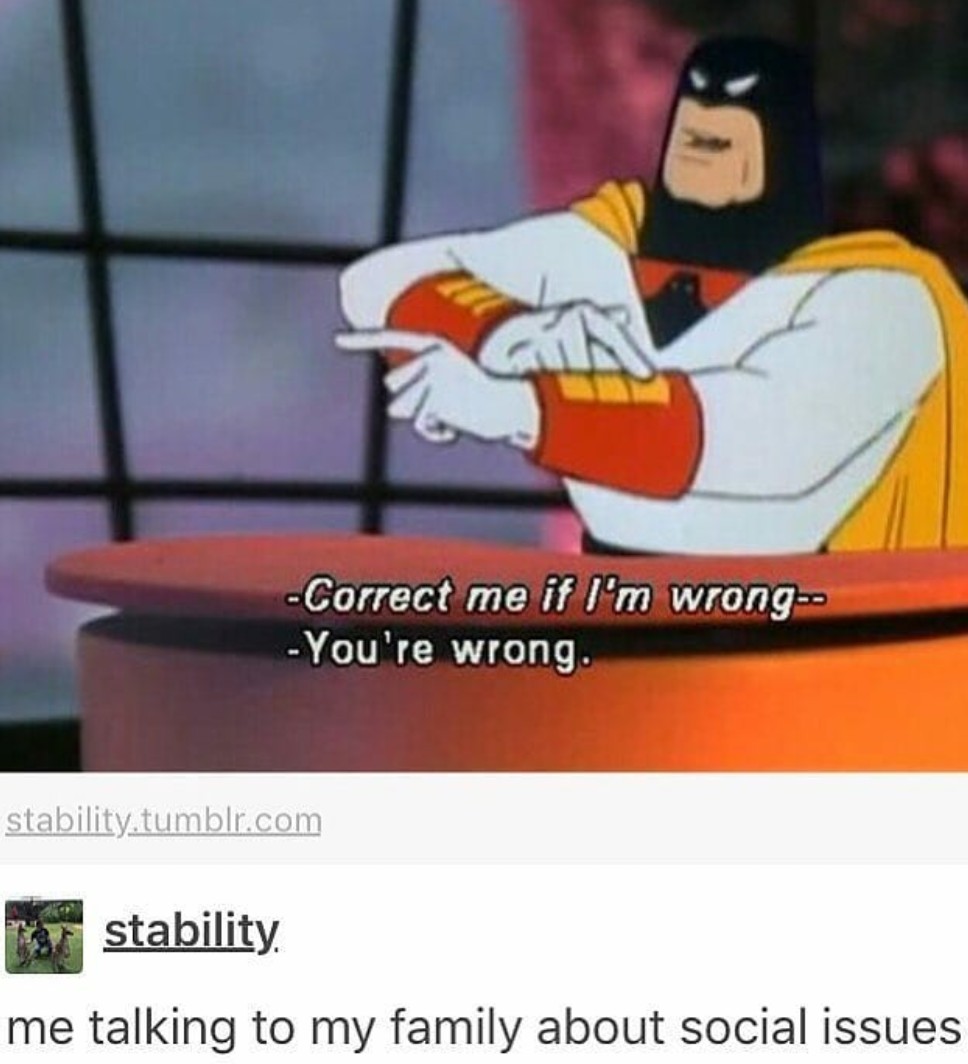 -Correct me if I'm wrong--
-You're wrong.
stability.tumblr.com
stability
me talking to my family about social issues